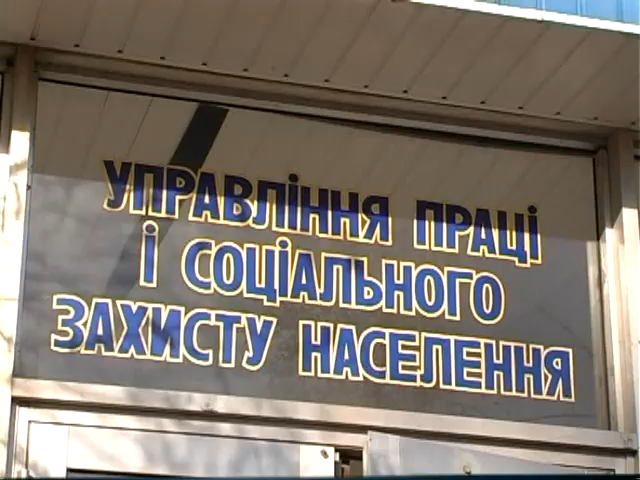 УПРАВЛІННЯ ПРАЦІ
І СОЦІАЛЬНОГО
ЗАХИСТУ НАСЕЛЕННЯ